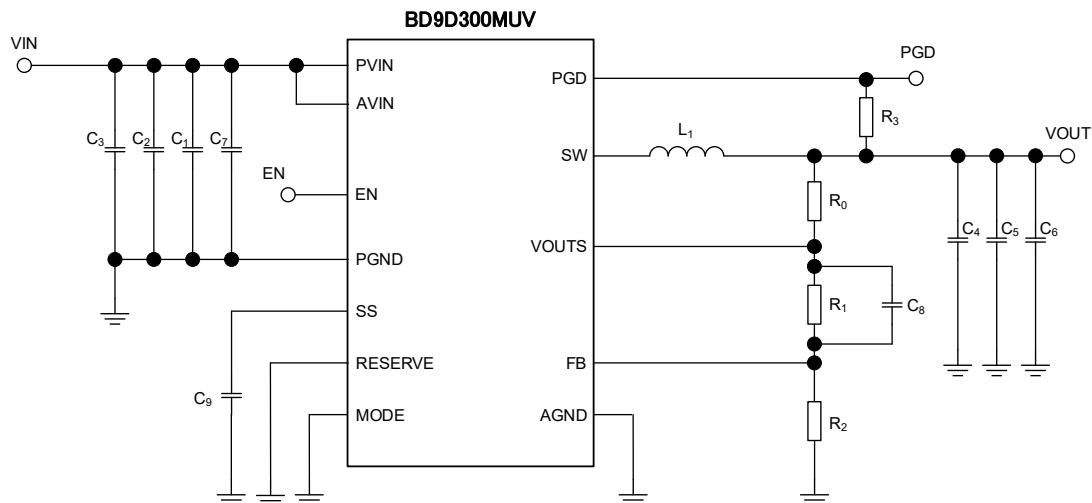 BD9D300MUV
VIN
PVIN
AVIN
EN
EN
PGND
SS
RESERVE
MODE
PGD
SW
VOUTS
FB
AGND
C3
C2
C1
C7
C9
PGD
R3
L1
VOUT
R0
R1
C8
R2
C4
C5
C6